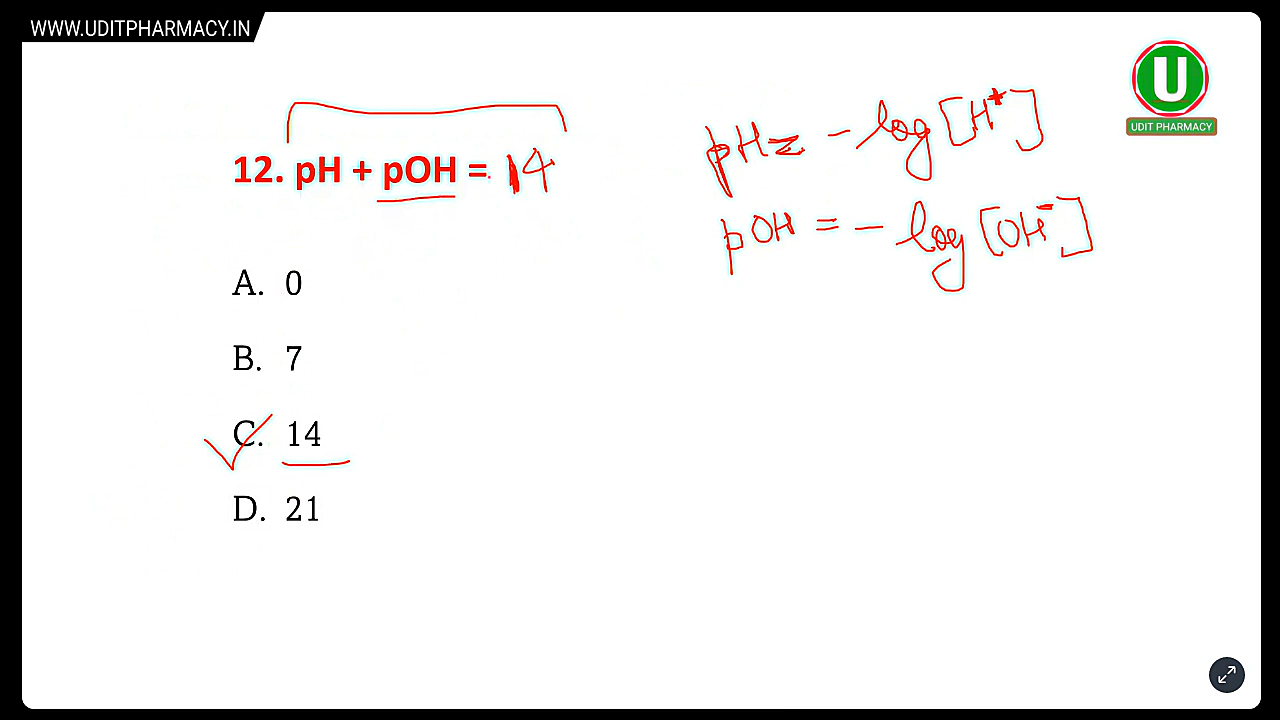 WWW.UDITPHARMACY.IN
U
UDIT PHARMACY
12. pH + pOH = 14
pH = - log [H+]
pOH = - log [OH-]
A. 0
B. 7
C. 14
D. 21